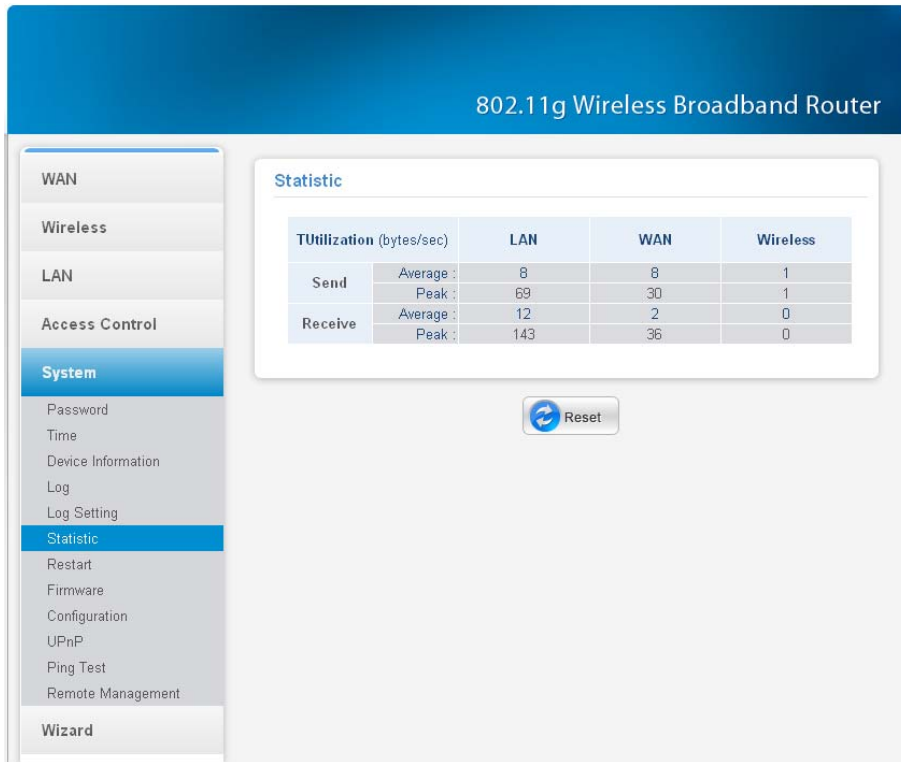 802.11g Wireless Broadband Router
WAN
Wireless
LAN
Access Control
System
Password
Time
Device Information
Log
Log Setting
Statistic
Restart
Firmware
Configuration
UPnP
Ping Test
Remote Management
Wizard
Statistic
TUtilization (bytes/sec) LAN WAN Wireless
Send Average : 8 8 1
Peak : 69 30 1
Receive Average : 12 2 0
Peak : 143 36 0
Reset